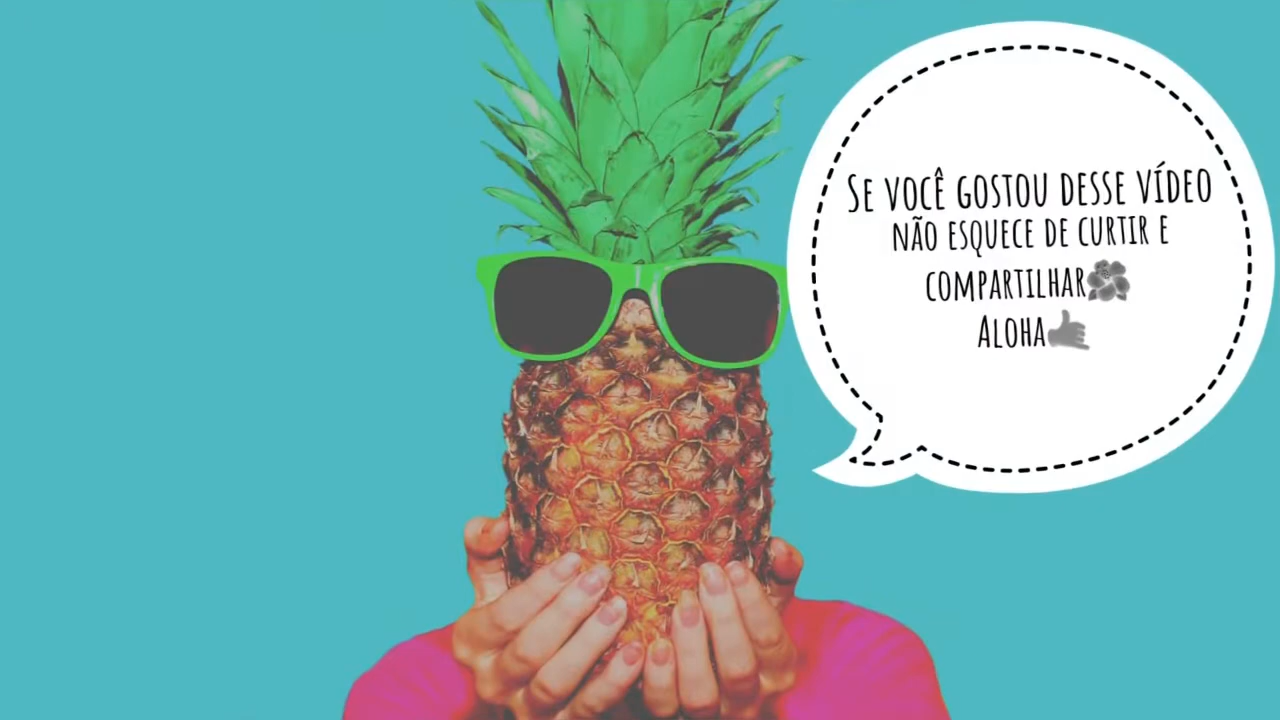 Se você gostou desse vídeo
não esquece de curtir e
compartilhar🌺
Aloha🤙